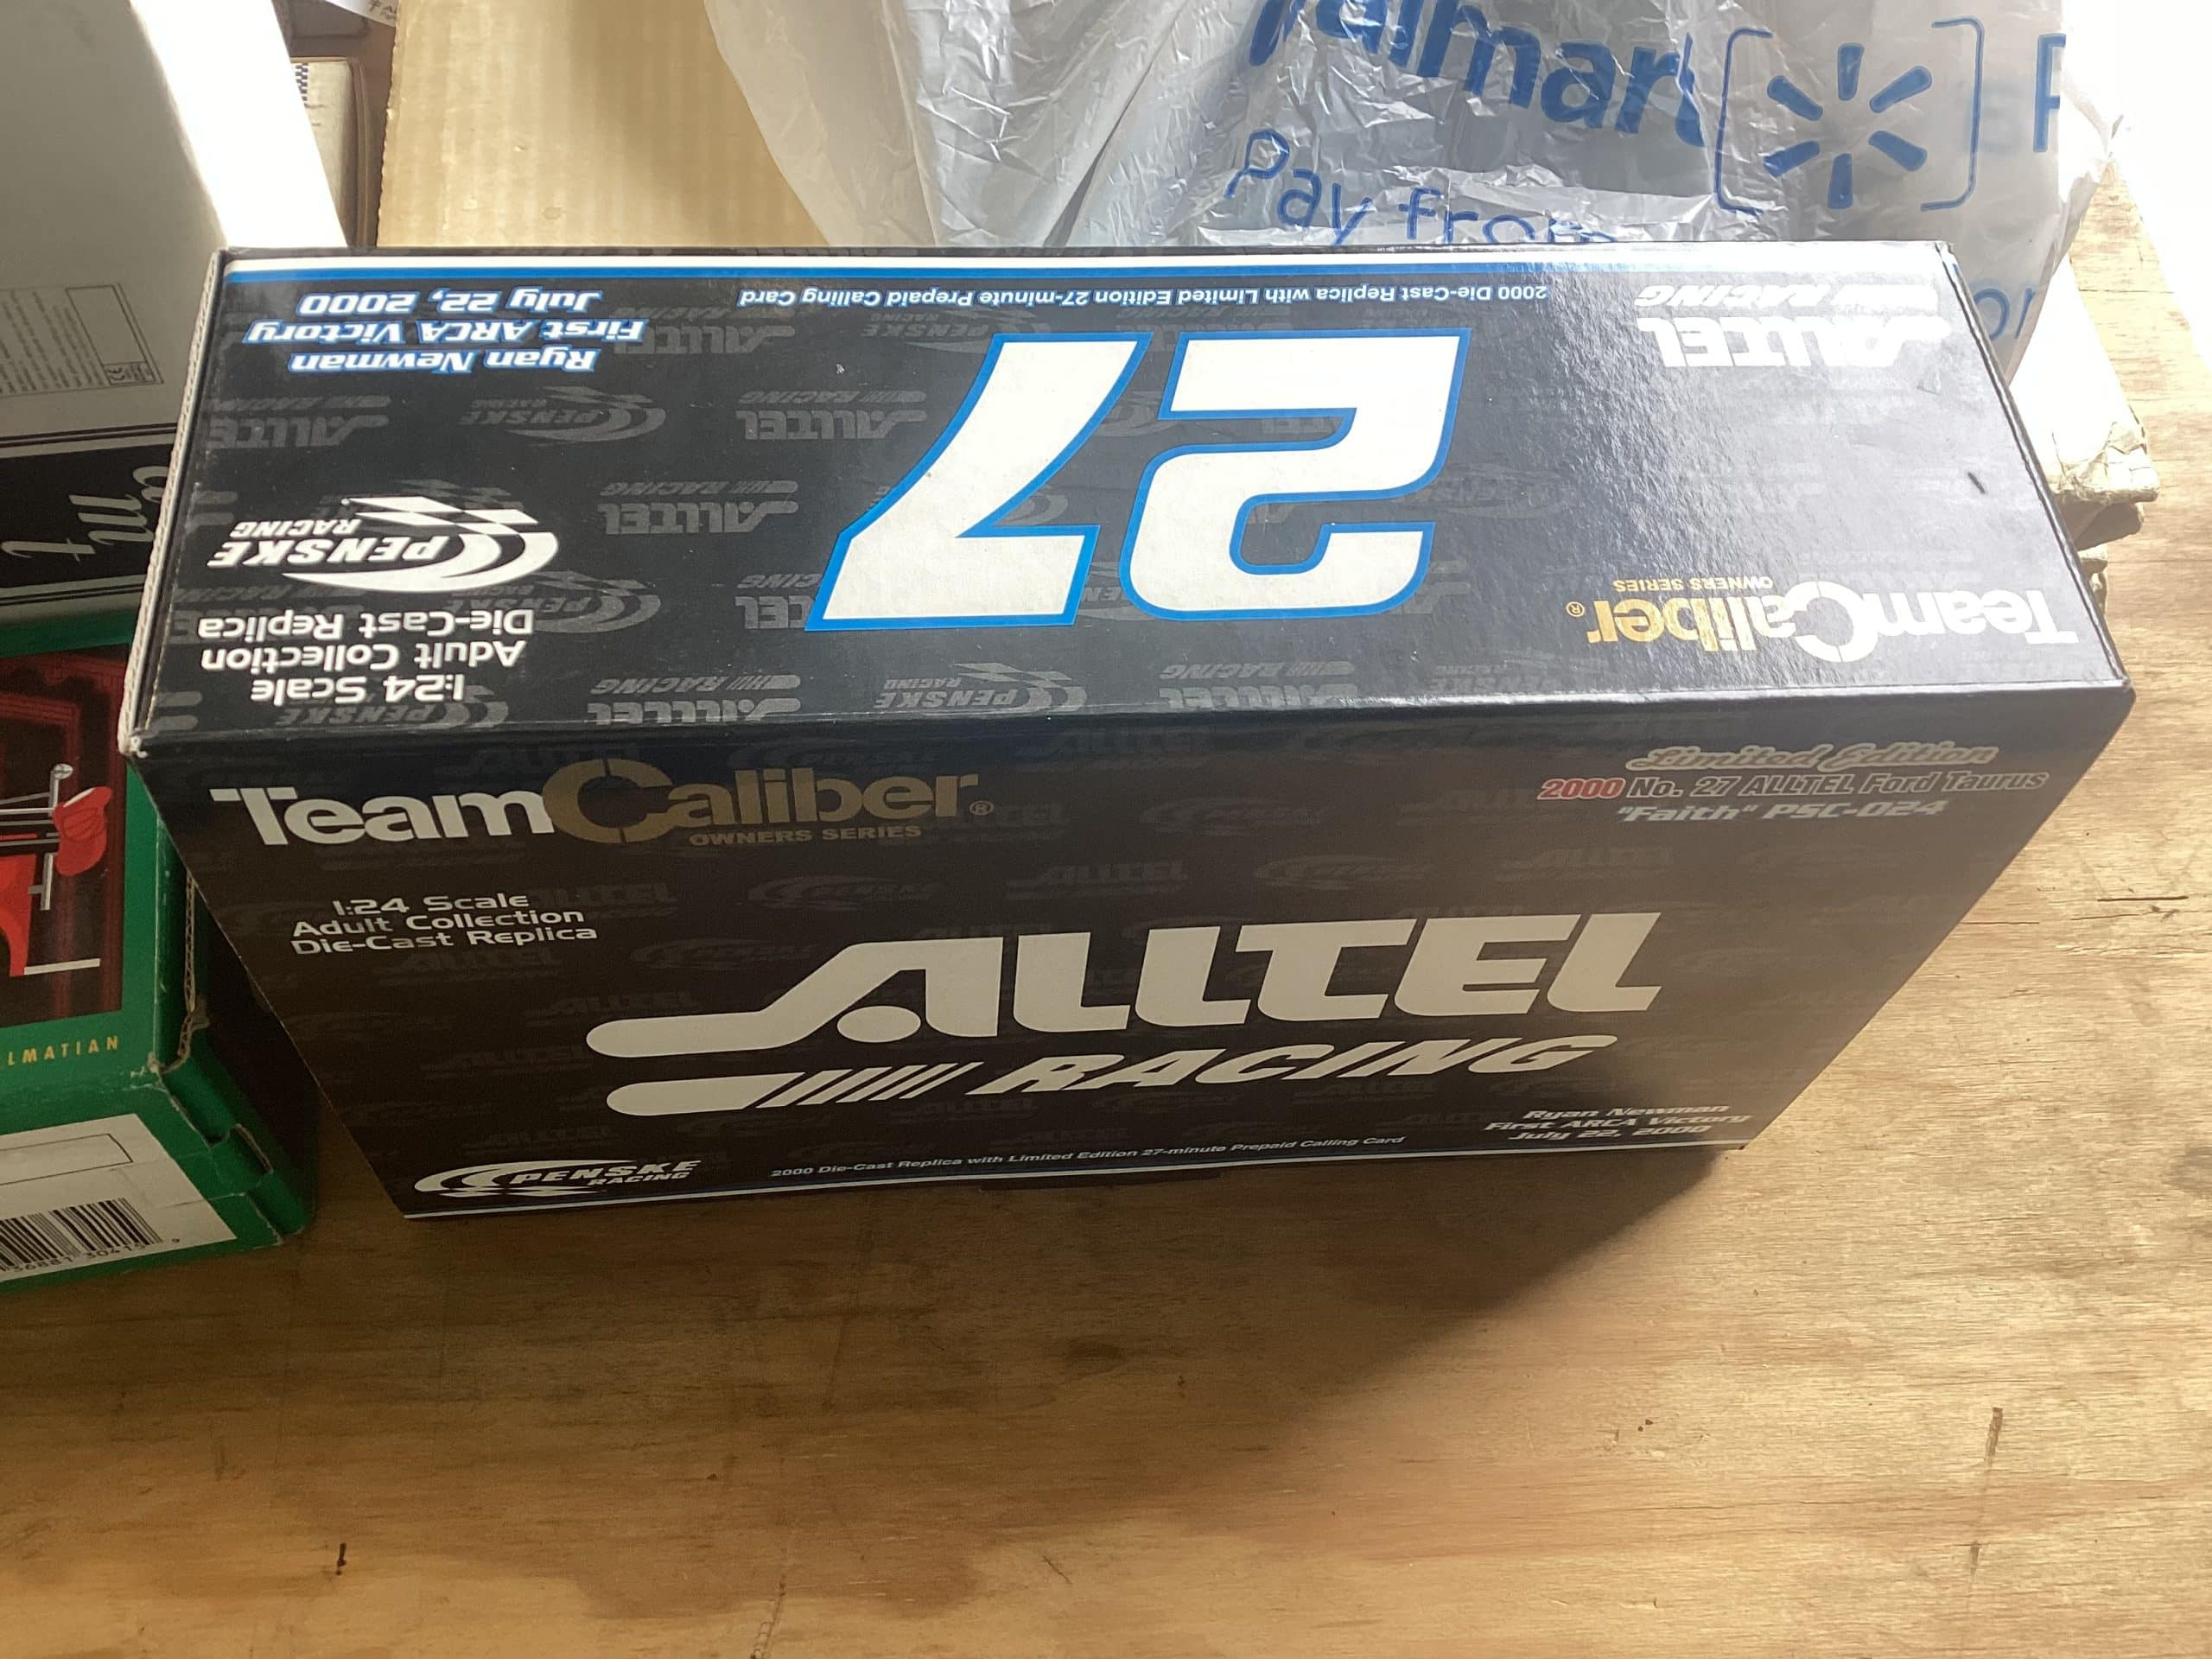 Walmart
Pay from
2000 Die-Cast Replica with Limited Edition 27-minute Prepaid Calling Card
Ryan Newman
First ARCA Victory
July 22, 2000
ALLTEL
RACING
27
PENSKE
RACING
TeamCaliber®
OWNERS SERIES
1:24 Scale
Adult Collection
Die-Cast Replica
TeamCaliber®
OWNERS SERIES
Limited Edition
2000 No. 27 ALLTEL Ford Taurus
"Faith" PSC-024
1:24 Scale
Adult Collection
Die-Cast Replica
ALLTEL
RACING
Ryan Newman
First ARCA Victory
July 22, 2000
PENSKE
RACING
2000 Die-Cast Replica with Limited Edition 27-minute Prepaid Calling Card
LMATIAN